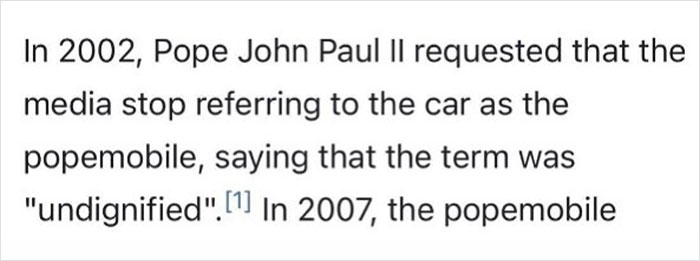 In 2002, Pope John Paul II requested that the
media stop referring to the car as the
popemobile, saying that the term was
"undignified".[1] In 2007, the popemobile